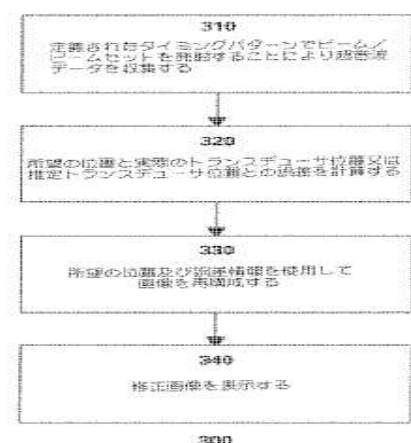 310
定義されたタイミングパターンでビーム/
ビームセットを発射することにより超音波
データを収集する
320
所望の位置と実際のトランスデューサ位置又は
推定トランスデューサ位置との誤差を計算する
330
所望の位置及び誤差情報を使用して
画像を再構成する
340
修正画像を表示する
300